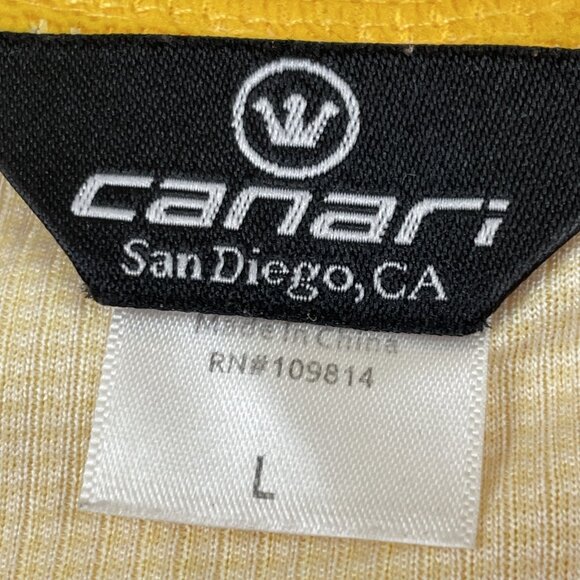 canari
San Diego, CA
Made in China
RN#109814
L